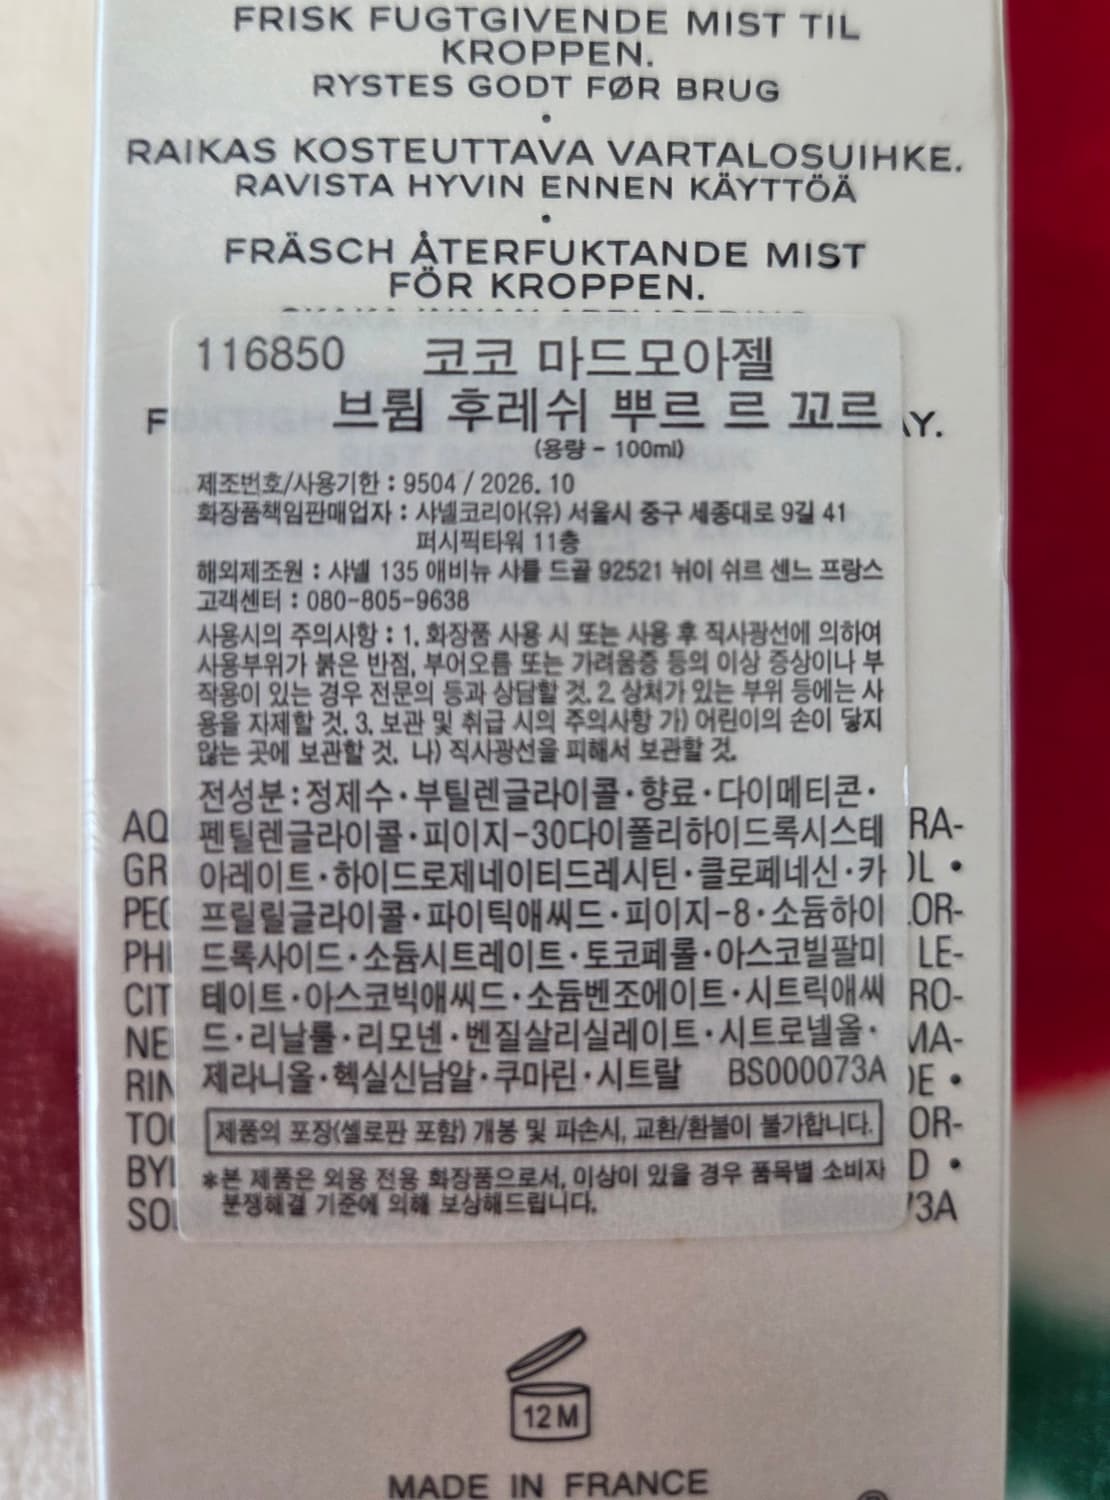 FRISK FUGTGIVENDE MIST TIL
KROPPEN.
RYSTES GODT FØR BRUG
•
RAIKAS KOSTEUTTAVA VARTALOSUIHKE.
RAVISTA HYVIN ENNEN KÄYTTÖÄ
•
FRÄSCH ÅTERFUKTANDE MIST
FÖR KROPPEN.
116850 코코 마드모아젤
F 브륌 후레쉬 뿌르 르 꼬르 AY.
(용량 - 100ml)
제조번호/사용기한 : 9504 / 2026. 10
화장품책임판매업자 : 샤넬코리아(유) 서울시 중구 세종대로 9길 41
퍼시픽타워 11층
해외제조원 : 샤넬 135 애비뉴 샤를 드골 92521 뉘이 쉬르 센느 프랑스
고객센터 : 080-805-9638
사용시의 주의사항 : 1. 화장품 사용 시 또는 사용 후 직사광선에 의하여
사용부위가 붉은 반점, 부어오름 또는 가려움증 등의 이상 증상이나 부
작용이 있는 경우 전문의 등과 상담할 것. 2. 상처가 있는 부위 등에는 사
용을 자제할 것. 3. 보관 및 취급 시의 주의사항 가) 어린이의 손이 닿지
않는 곳에 보관할 것. 나) 직사광선을 피해서 보관할 것.
전성분 : 정제수 · 부틸렌글라이콜 · 향료 · 다이메티콘 ·
AQ 펜틸렌글라이콜 · 피이지-30다이폴리하이드록시스테 RA-
GR 아레이트 · 하이드로제네이티드레시틴 · 클로페네신 · 카 OL •
PEG 프릴릴글라이콜 · 파이틱애씨드 · 피이지-8 · 소듐하이 OR-
PHE 드록사이드 · 소듐시트레이트 · 토코페롤 · 아스코빌팔미 LE-
CIT 테이트 · 아스코빅애씨드 · 소듐벤조에이트 · 시트릭애씨 RO-
NE 드 · 리날룰 · 리모넨 · 벤질살리실레이트 · 시트로넬올 · MA-
RIN 제라니올 · 헥실신남알 · 쿠마린 · 시트랄 BS000073A DE •
TO 제품의 포장(셀로판 포함) 개봉 및 파손시, 교환/환불이 불가합니다. OR-
BY *본 제품은 외용 전용 화장품으로서, 이상이 있을 경우 품목별 소비자 D •
SO 분쟁해결 기준에 의해 보상해드립니다. 73A
12 M
MADE IN FRANCE